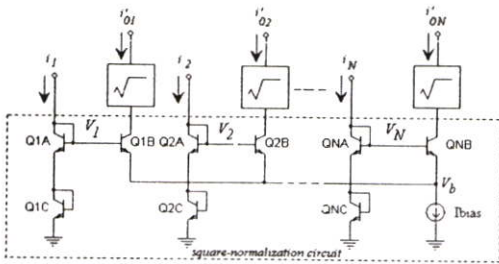 i'01 i'02 i'0N
i1 i2 iN
V1 V2 VN
Q1A Q1B Q2A Q2B QNA QNB
Vb
Q1C Q2C QNC Ibias
square-normalization circuit